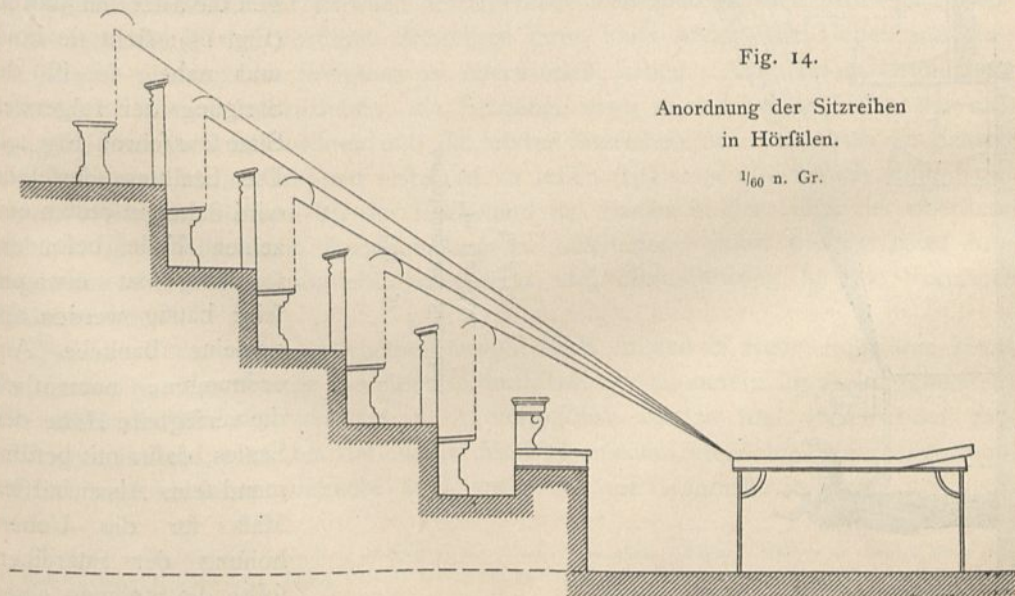 Fig. 14.
Anordnung der Sitzreihen
in Hörſälen.
1/60 n. Gr.